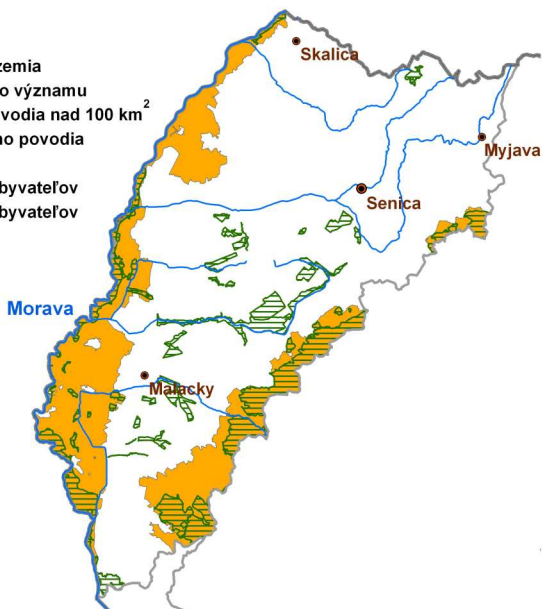 zemia
o významu
vodia nad 100 km²
no povodia
byvateľov
byvateľov
Skalica
Myjava
Senica
Morava
Malacky